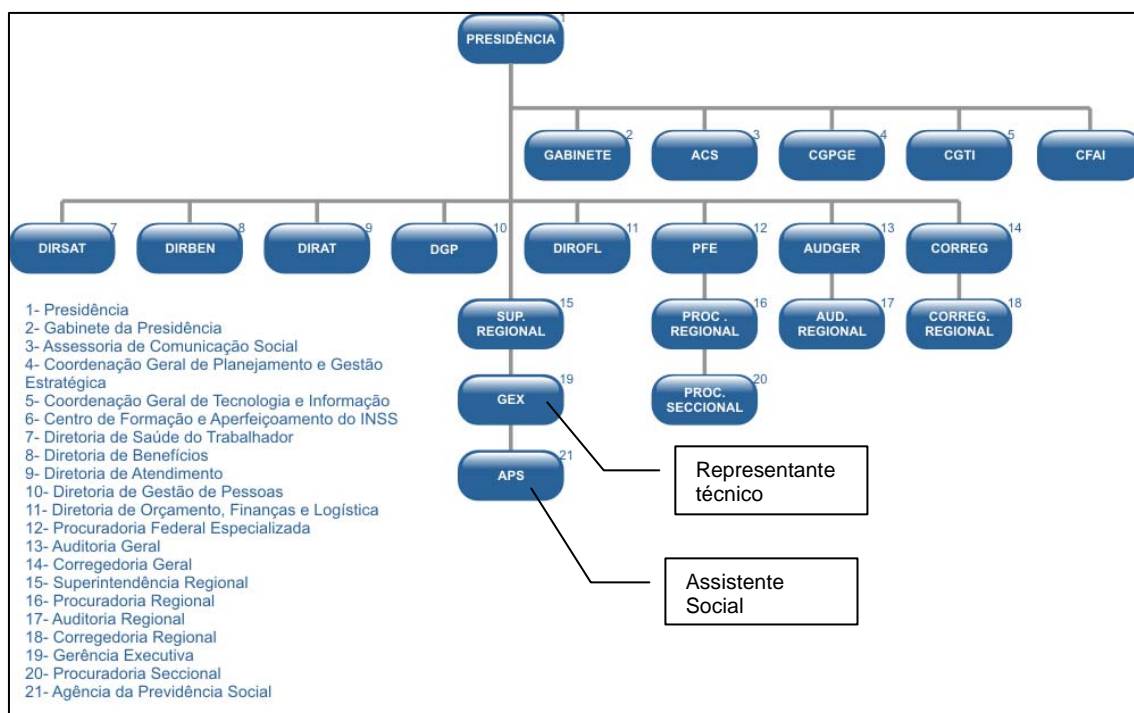 1
PRESIDÊNCIA
2
GABINETE
3
ACS
4
CGPGE
5
CGTI
CFAI
7
DIRSAT
8
DIRBEN
9
DIRAT
10
DGP
11
DIROFL
12
PFE
13
AUDGER
14
CORREG
15
SUP.
REGIONAL
16
PROC .
REGIONAL
17
AUD.
REGIONAL
18
CORREG.
REGIONAL
19
GEX
20
PROC.
SECCIONAL
21
APS
Representante
técnico
Assistente
Social
1- Presidência
2- Gabinete da Presidência
3- Assessoria de Comunicação Social
4- Coordenação Geral de Planejamento e Gestão
Estratégica
5- Coordenação Geral de Tecnologia e Informação
6- Centro de Formação e Aperfeiçoamento do INSS
7- Diretoria de Saúde do Trabalhador
8- Diretoria de Benefícios
9- Diretoria de Atendimento
10- Diretoria de Gestão de Pessoas
11- Diretoria de Orçamento, Finanças e Logística
12- Procuradoria Federal Especializada
13- Auditoria Geral
14- Corregedoria Geral
15- Superintendência Regional
16- Procuradoria Regional
17- Auditoria Regional
18- Corregedoria Regional
19- Gerência Executiva
20- Procuradoria Seccional
21- Agência da Previdência Social